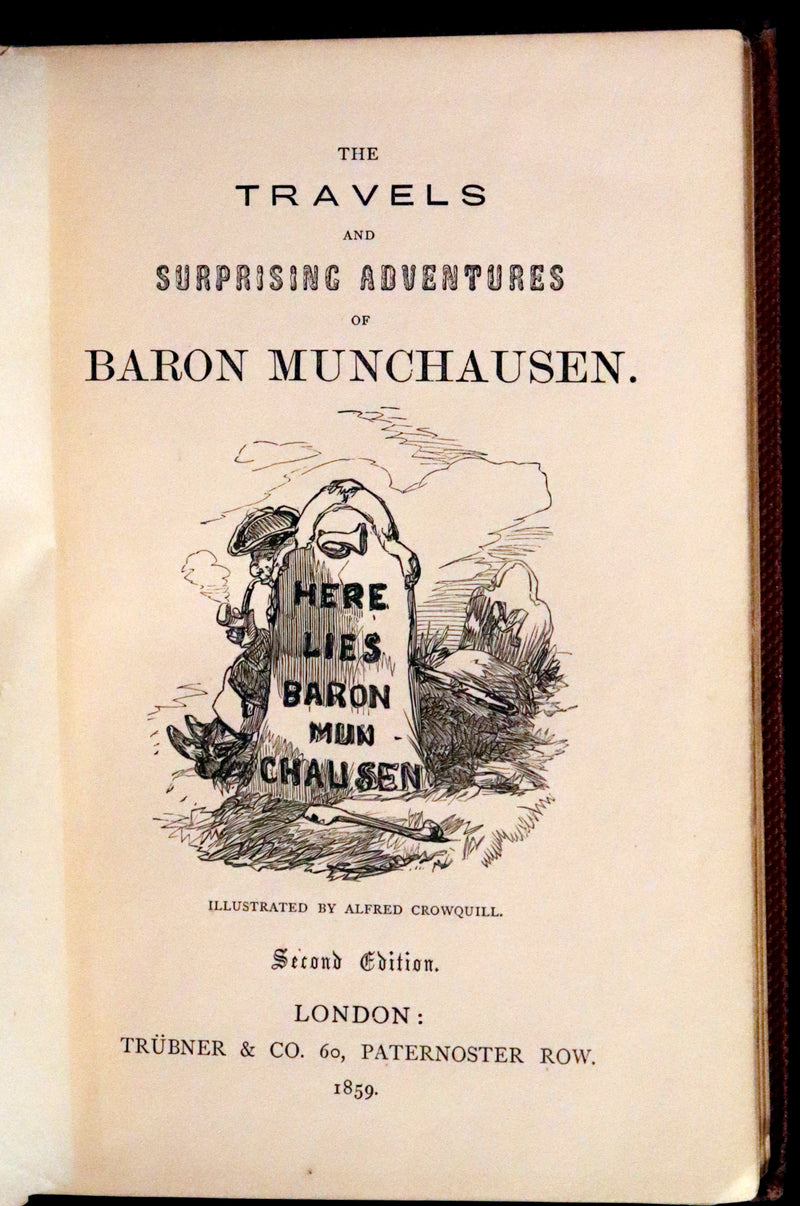 THE
TRAVELS
AND
SURPRISING ADVENTURES
OF
BARON MUNCHAUSEN.
HERE
LIES
BARON
MUN -
CHAUSEN
ILLUSTRATED BY ALFRED CROWQUILL.
Second Edition.
LONDON:
TRÜBNER & CO. 60, PATERNOSTER ROW.
1859.